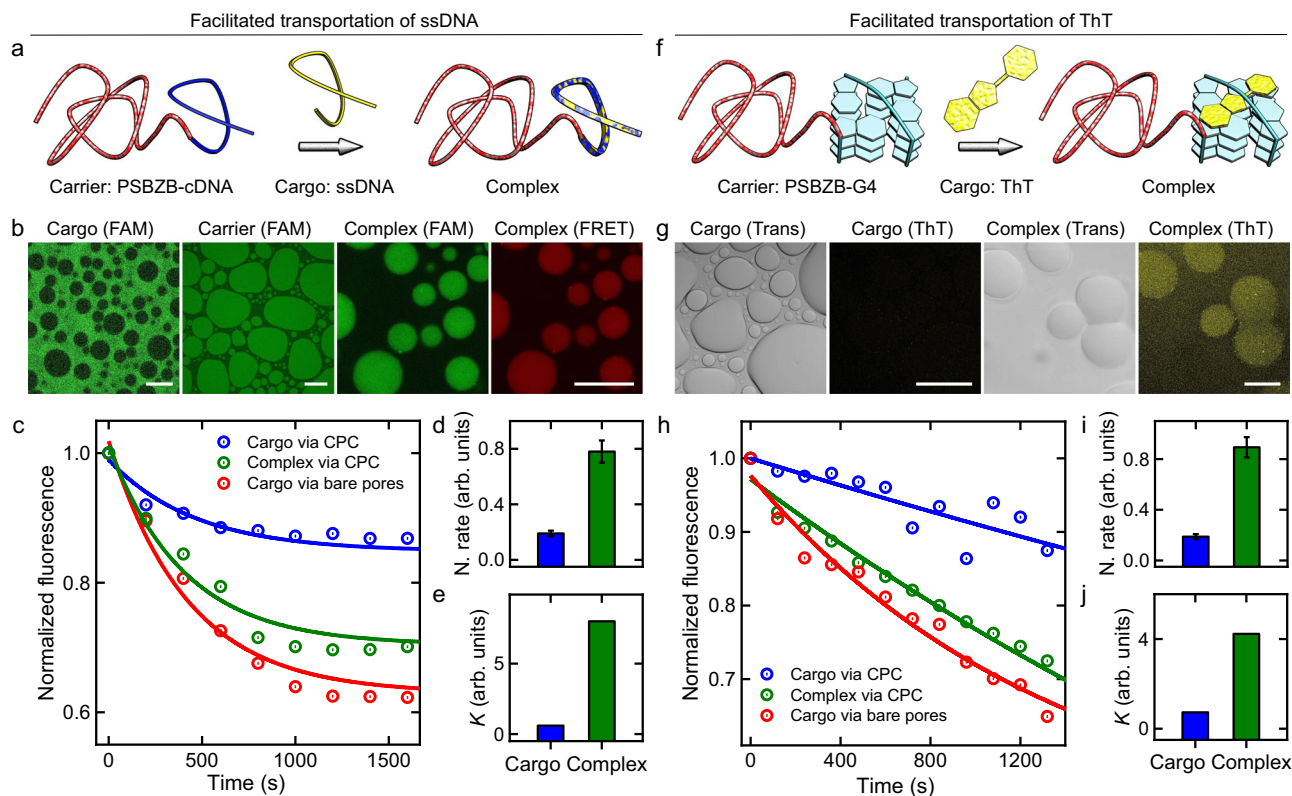 Facilitated transportation of ssDNA
a
Carrier: PSBZB-cDNA
Cargo: ssDNA
Complex
b
Cargo (FAM)
Carrier (FAM)
Complex (FAM)
Complex (FRET)
c
Normalized fluorescence
1.0
0.8
0.6
Cargo via CPC
Complex via CPC
Cargo via bare pores
0
500
1000
1500
Time (s)
d
N. rate (arb. units)
0.8
0.4
0.0
e
K (arb. units)
5
0
Cargo Complex
Facilitated transportation of ThT
f
Carrier: PSBZB-G4
Cargo: ThT
Complex
g
Cargo (Trans)
Cargo (ThT)
Complex (Trans)
Complex (ThT)
h
Normalized fluorescence
1.0
0.9
0.8
0.7
Cargo via CPC
Complex via CPC
Cargo via bare pores
0
400
800
1200
Time (s)
i
N. rate (arb. units)
0.8
0.4
0.0
j
K (arb. units)
4
0
Cargo Complex